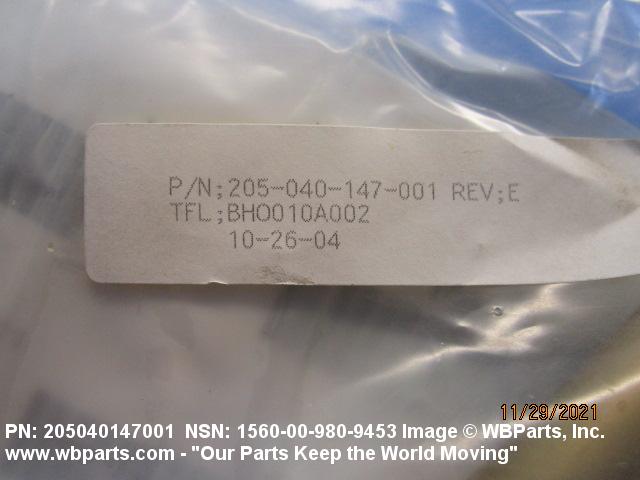 P/N;205-040-147-001 REV;E
TFL;BHO010A002
10-26-04
11/29/2021
PN: 205040147001 NSN: 1560-00-980-9453 Image © WBParts, Inc.
www.wbparts.com - "Our Parts Keep the World Moving"